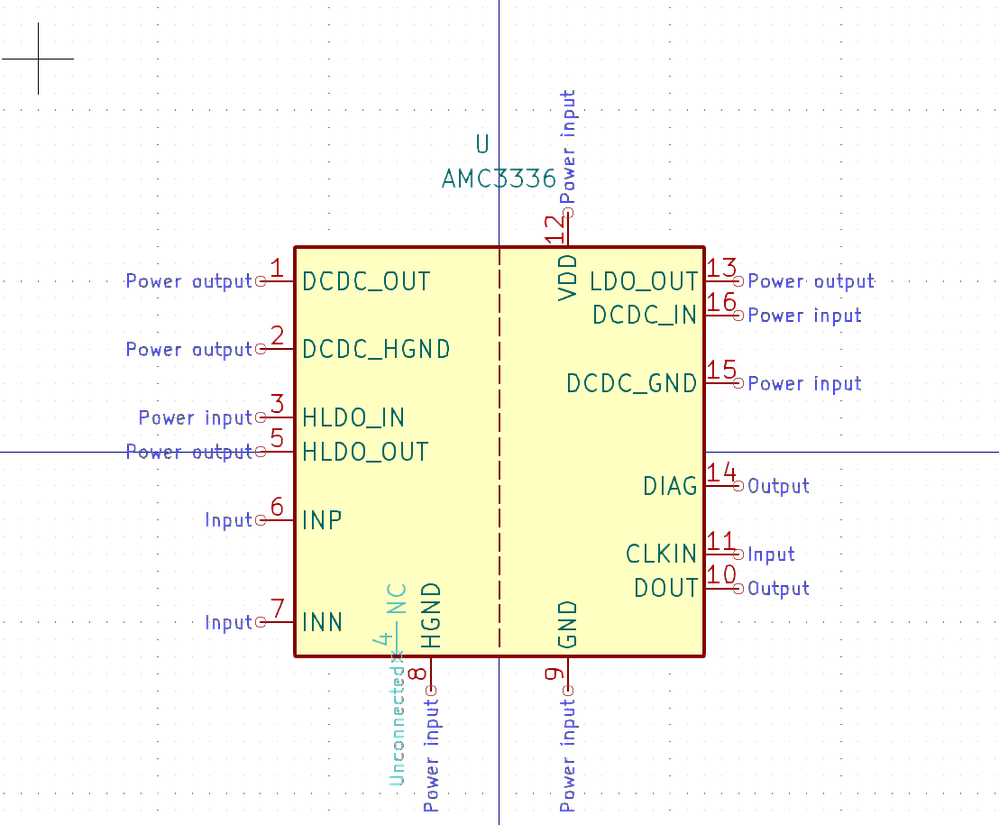 Power input
U
AMC3336
12
VDD
Power output 1 DCDC_OUT
LDO_OUT 13 Power output
DCDC_IN 16 Power input
Power output 2 DCDC_HGND
DCDC_GND 15 Power input
Power input 3 HLDO_IN
Power output 5 HLDO_OUT
DIAG 14 Output
Input 6 INP
CLKIN 11 Input
DOUT 10 Output
Input 7 INN
NC
4
Unconnected
HGND
8
Power input
GND
9
Power input